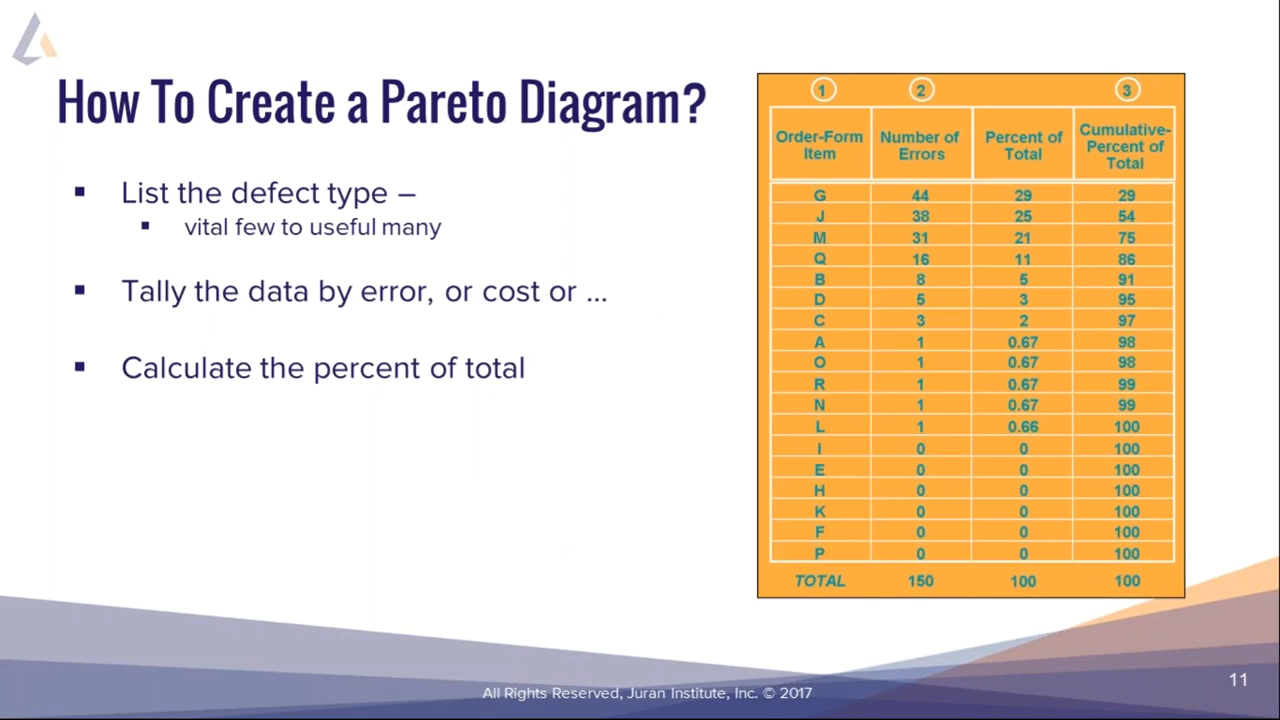 How To Create a Pareto Diagram?
▪ List the defect type –
▪ vital few to useful many
▪ Tally the data by error, or cost or ...
▪ Calculate the percent of total
1 2 3
Order-Form Item Number of Errors Percent of Total Cumulative-Percent of Total
G 44 29 29
J 38 25 54
M 31 21 75
Q 16 11 86
B 8 5 91
D 5 3 95
C 3 2 97
A 1 0.67 98
O 1 0.67 98
R 1 0.67 99
N 1 0.67 99
L 1 0.66 100
I 0 0 100
E 0 0 100
H 0 0 100
K 0 0 100
F 0 0 100
P 0 0 100
TOTAL 150 100 100
All Rights Reserved, Juran Institute, Inc. © 2017
11